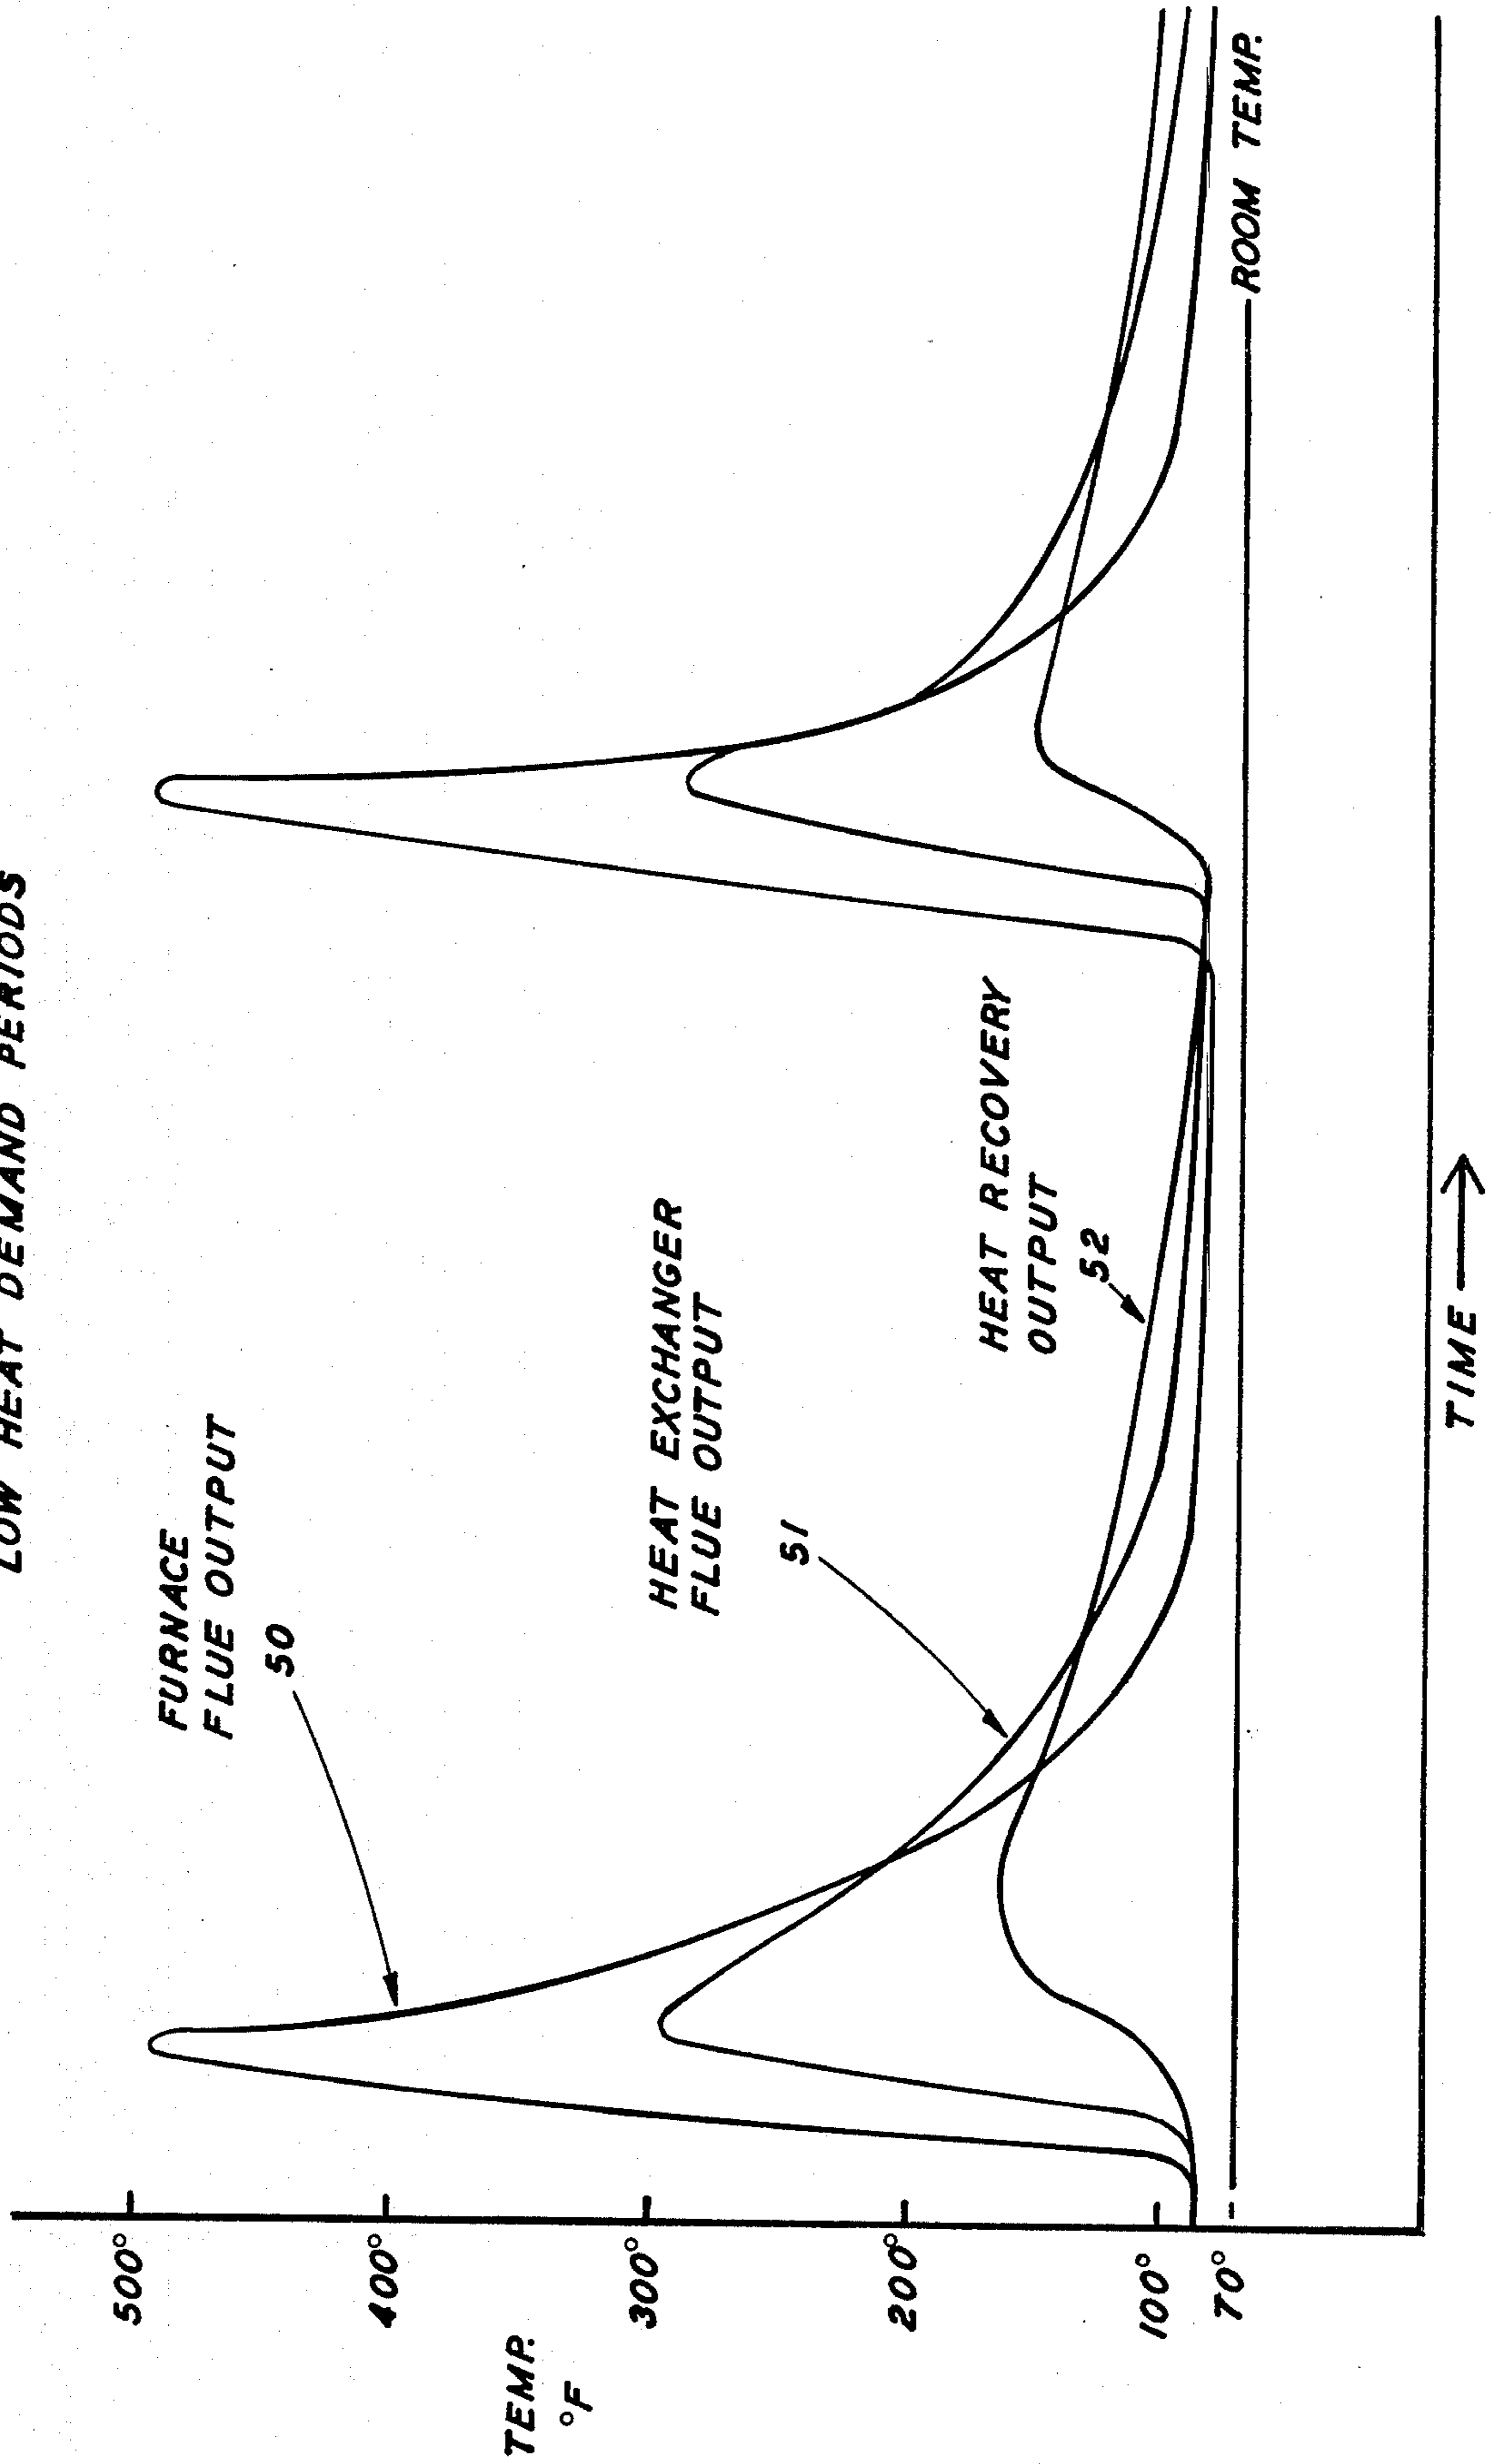 LOW HEAT DEMAND PERIODS
FURNACE
FLUE OUTPUT
50
HEAT EXCHANGER
FLUE OUTPUT
51
HEAT RECOVERY
OUTPUT
52
500°
400°
300°
200°
100°
70°
TEMP.
°F
ROOM TEMP.
TIME